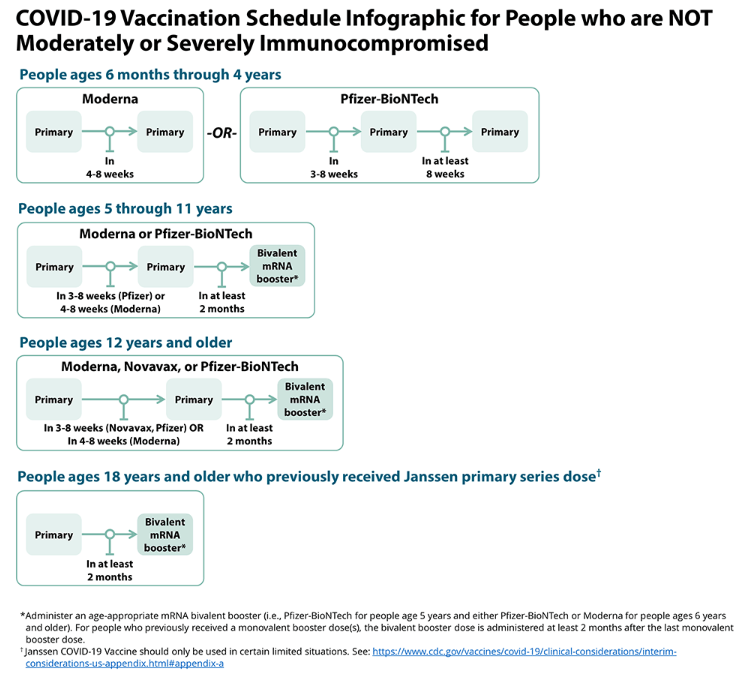 COVID-19 Vaccination Schedule Infographic for People who are NOT
Moderately or Severely Immunocompromised
People ages 6 months through 4 years
Moderna
Primary
Primary
In
4-8 weeks
-OR-
Pfizer-BioNTech
Primary
Primary
Primary
In
3-8 weeks
In at least
8 weeks
People ages 5 through 11 years
Moderna or Pfizer-BioNTech
Primary
Primary
Bivalent
mRNA
booster*
In 3-8 weeks (Pfizer) or
4-8 weeks (Moderna)
In at least
2 months
People ages 12 years and older
Moderna, Novavax, or Pfizer-BioNTech
Primary
Primary
Bivalent
mRNA
booster*
In 3-8 weeks (Novavax, Pfizer) OR
In 4-8 weeks (Moderna)
In at least
2 months
People ages 18 years and older who previously received Janssen primary series dose†
Primary
Bivalent
mRNA
booster*
In at least
2 months
*Administer an age-appropriate mRNA bivalent booster (i.e., Pfizer-BioNTech for people age 5 years and either Pfizer-BioNTech or Moderna for people ages 6 years
and older). For people who previously received a monovalent booster dose(s), the bivalent booster dose is administered at least 2 months after the last monovalent
booster dose.
† Janssen COVID-19 Vaccine should only be used in certain limited situations. See: https://www.cdc.gov/vaccines/covid-19/clinical-considerations/interim-
considerations-us-appendix.html#appendix-a